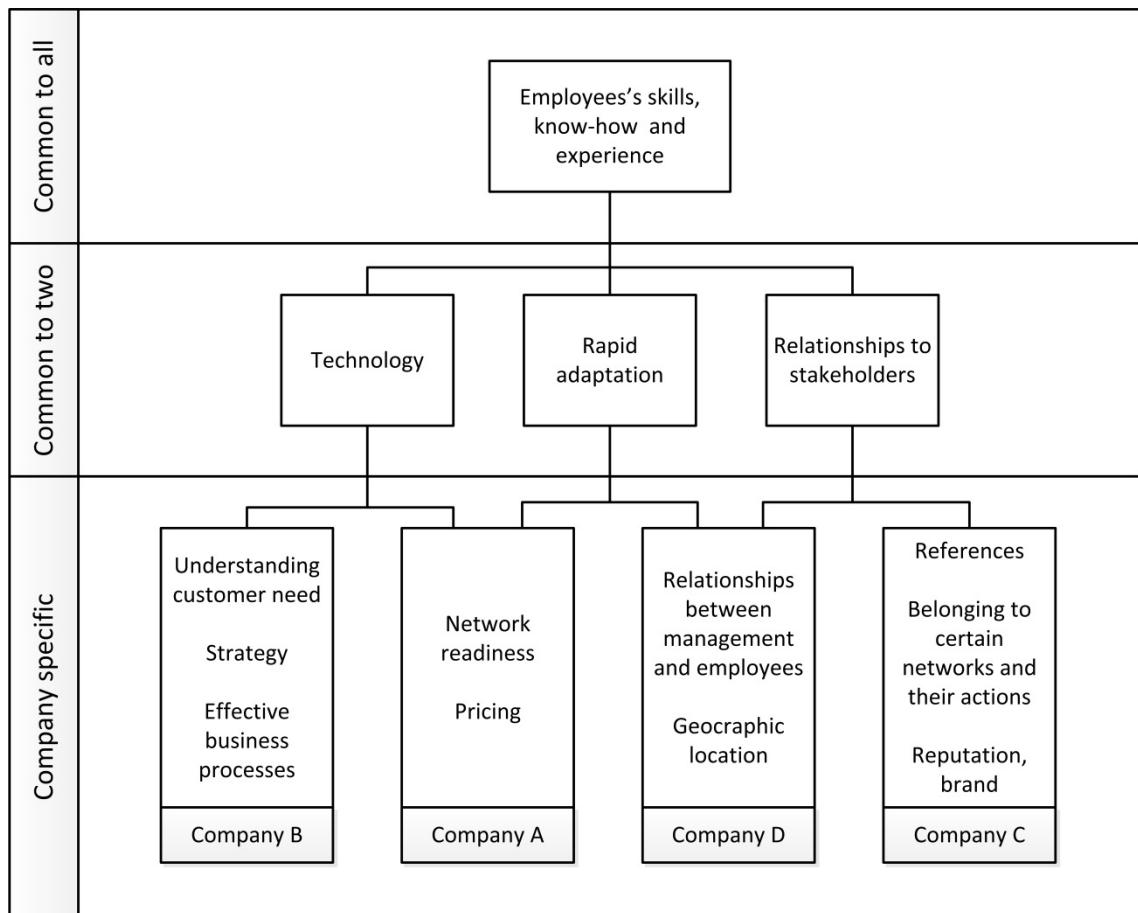 Common to all
Employees's skills,
know-how and
experience
Common to two
Technology
Rapid
adaptation
Relationships to
stakeholders
Company specific
Understanding
customer need
Strategy
Effective
business
processes
Company B
Network
readiness
Pricing
Company A
Relationships
between
management
and employees
Geographic
location
Company D
References
Belonging to
certain
networks and
their actions
Reputation,
brand
Company C